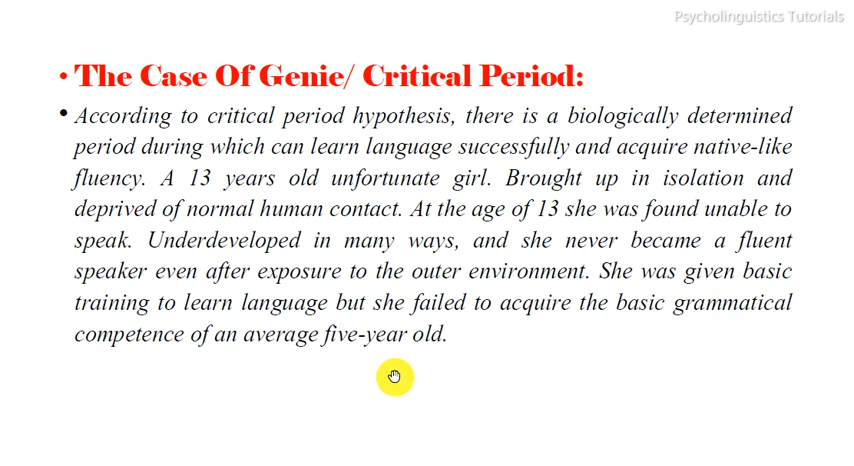 Psycholinguistics Tutorials
• The Case Of Genie/ Critical Period:
• According to critical period hypothesis, there is a biologically determined
period during which can learn language successfully and acquire native-like
fluency. A 13 years old unfortunate girl. Brought up in isolation and
deprived of normal human contact. At the age of 13 she was found unable to
speak. Underdeveloped in many ways, and she never became a fluent
speaker even after exposure to the outer environment. She was given basic
training to learn language but she failed to acquire the basic grammatical
competence of an average five-year old.